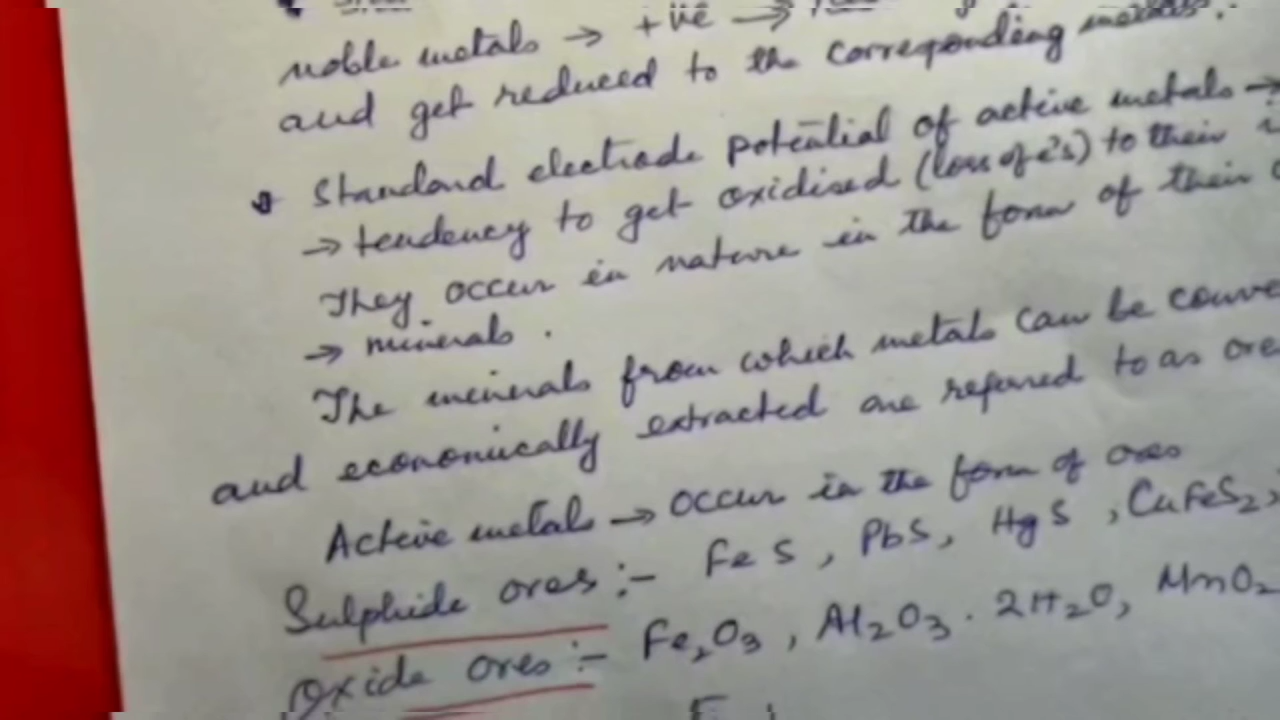 noble metals → +ve →
and get reduced to the corresponding metals.
Standard electrode potential of active metals →
→ tendency to get oxidised (loss of e's) to their
They occur in nature in the form of their
→ minerals .
The minerals from which metals can be
and economically extracted are referred to as
Active metals → occur in the form of ores
Sulphide ores :- FeS , PbS, HgS , CuFeS₂,
Oxide ores :- Fe₂O₃ , Al₂O₃ . 2H₂O, MnO₂